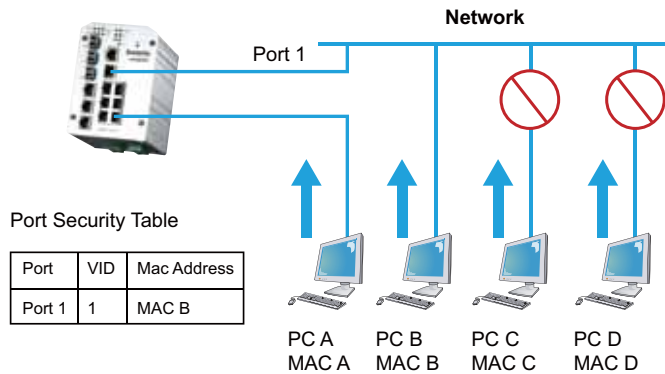 Network
Port 1
Port Security Table
Port VID Mac Address
Port 1 1 MAC B
PC A PC B PC C PC D
MAC A MAC B MAC C MAC D